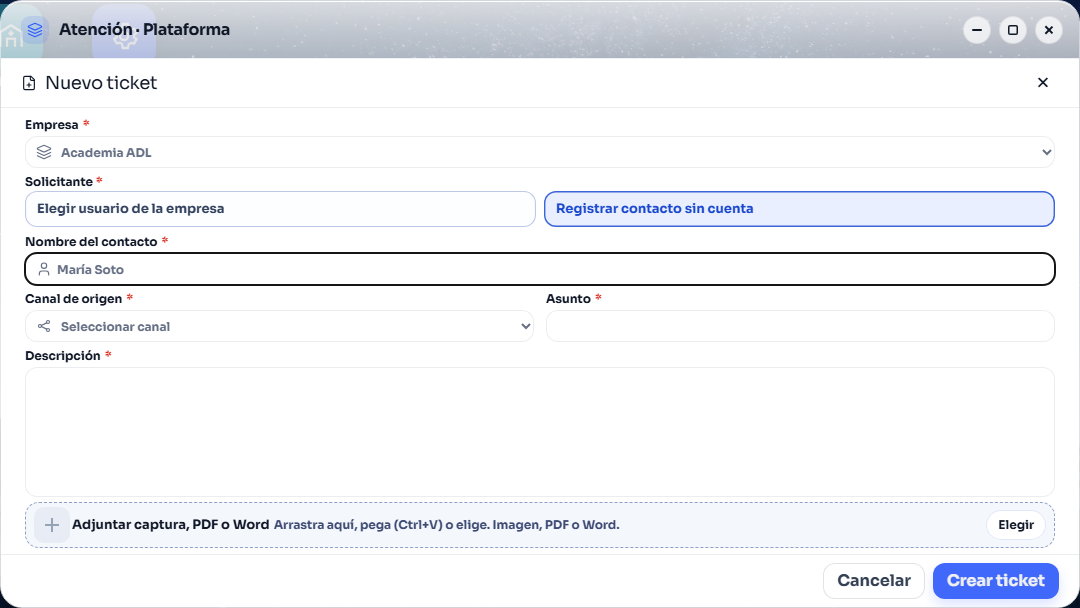 Atención · Plataforma
Nuevo ticket
Empresa *
Academia ADL
Solicitante *
Elegir usuario de la empresa
Registrar contacto sin cuenta
Nombre del contacto *
María Soto
Canal de origen *
Asunto *
Seleccionar canal
Descripción *
Adjuntar captura, PDF o Word Arrastra aquí, pega (Ctrl+V) o elige. Imagen, PDF o Word.
Elegir
Cancelar
Crear ticket